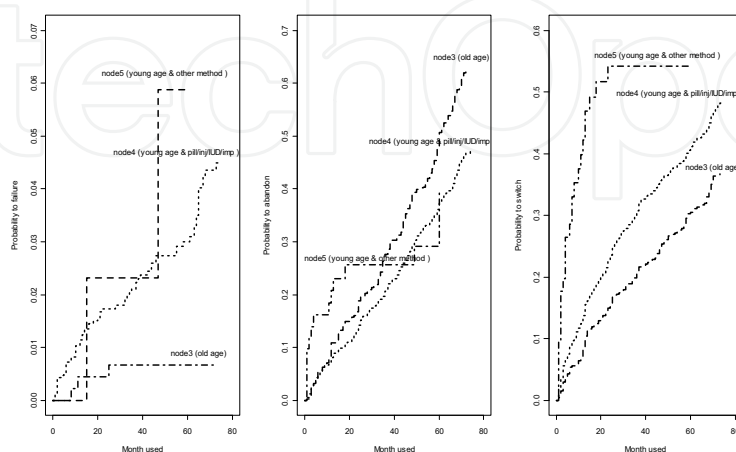 0.07
0.06
0.05
0.04
0.03
0.02
0.01
0.00
Probability to failure
node5 (young age & other method )
node4 (young age & pill/inj/IUD/imp )
node3 (old age)
0 20 40 60 80
Month used
0.7
0.6
0.5
0.4
0.3
0.2
0.1
0.0
Probability to abandon
node3 (old age)
node4 (young age & pill/inj/IUD/imp
node5 (young age & other method )
0 20 40 60 80
Month used
0.6
0.5
0.4
0.3
0.2
0.1
0.0
Probability to switch
node5 (young age & other method )
node4 (young age & pill/inj/IUD/imp
node3 (old age
0 20 40 60 80
Month used
techope